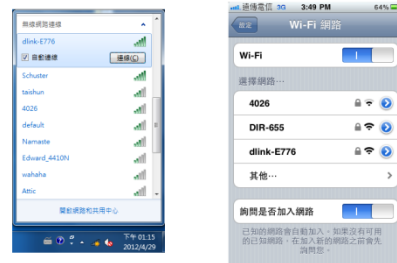 無線網路連線
dlink-E776
自動連線
連線(C)
Schuster
taishun
4026
default
Namaste
Edward_4410N
wahaha
Attic
開啟網路和共用中心
下午 01:15
2012/4/29
遠傳電信 3G 3:49 PM 64%
設定
Wi-Fi 網路
Wi-Fi
選擇網路…
4026
DIR-655
dlink-E776
其他…
詢問是否加入網路
已知的網路會自動加入。如果沒有可用
的已知網路，在加入新的網路之前會先
詢問您。